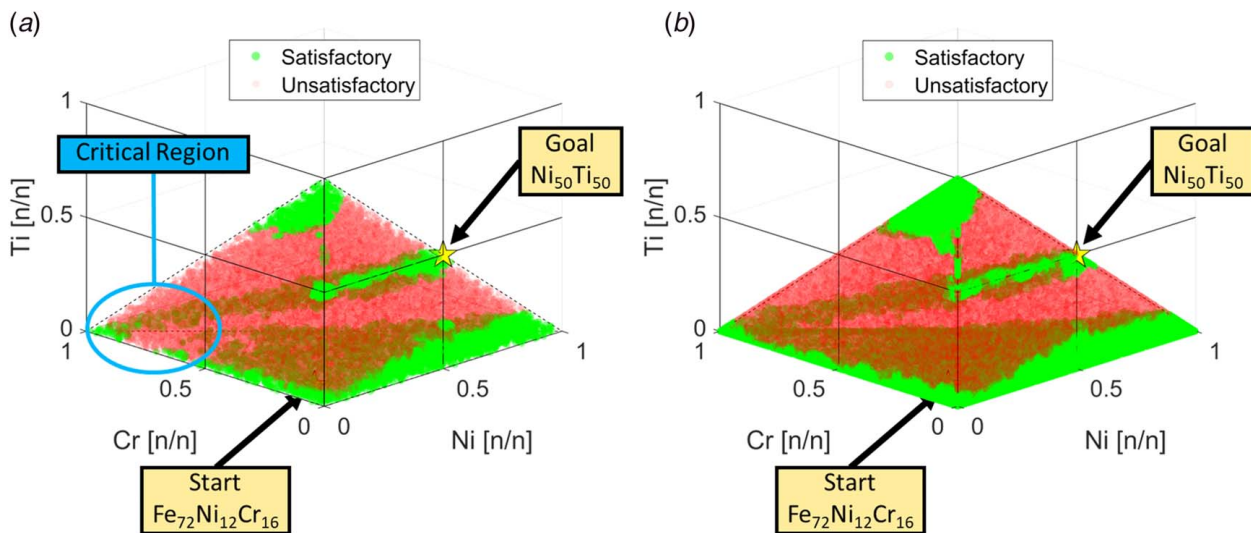 (a)
Satisfactory
Unsatisfactory
1
Critical Region
Goal
Ni50Ti50
0.5
Ti [n/n]
0
1
1
0.5
0.5
0 0
Cr [n/n]
Ni [n/n]
Start
Fe72Ni12Cr16
(b)
Satisfactory
Unsatisfactory
1
Goal
Ni50Ti50
0.5
Ti [n/n]
0
1
1
0.5
0.5
0 0
Cr [n/n]
Ni [n/n]
Start
Fe72Ni12Cr16